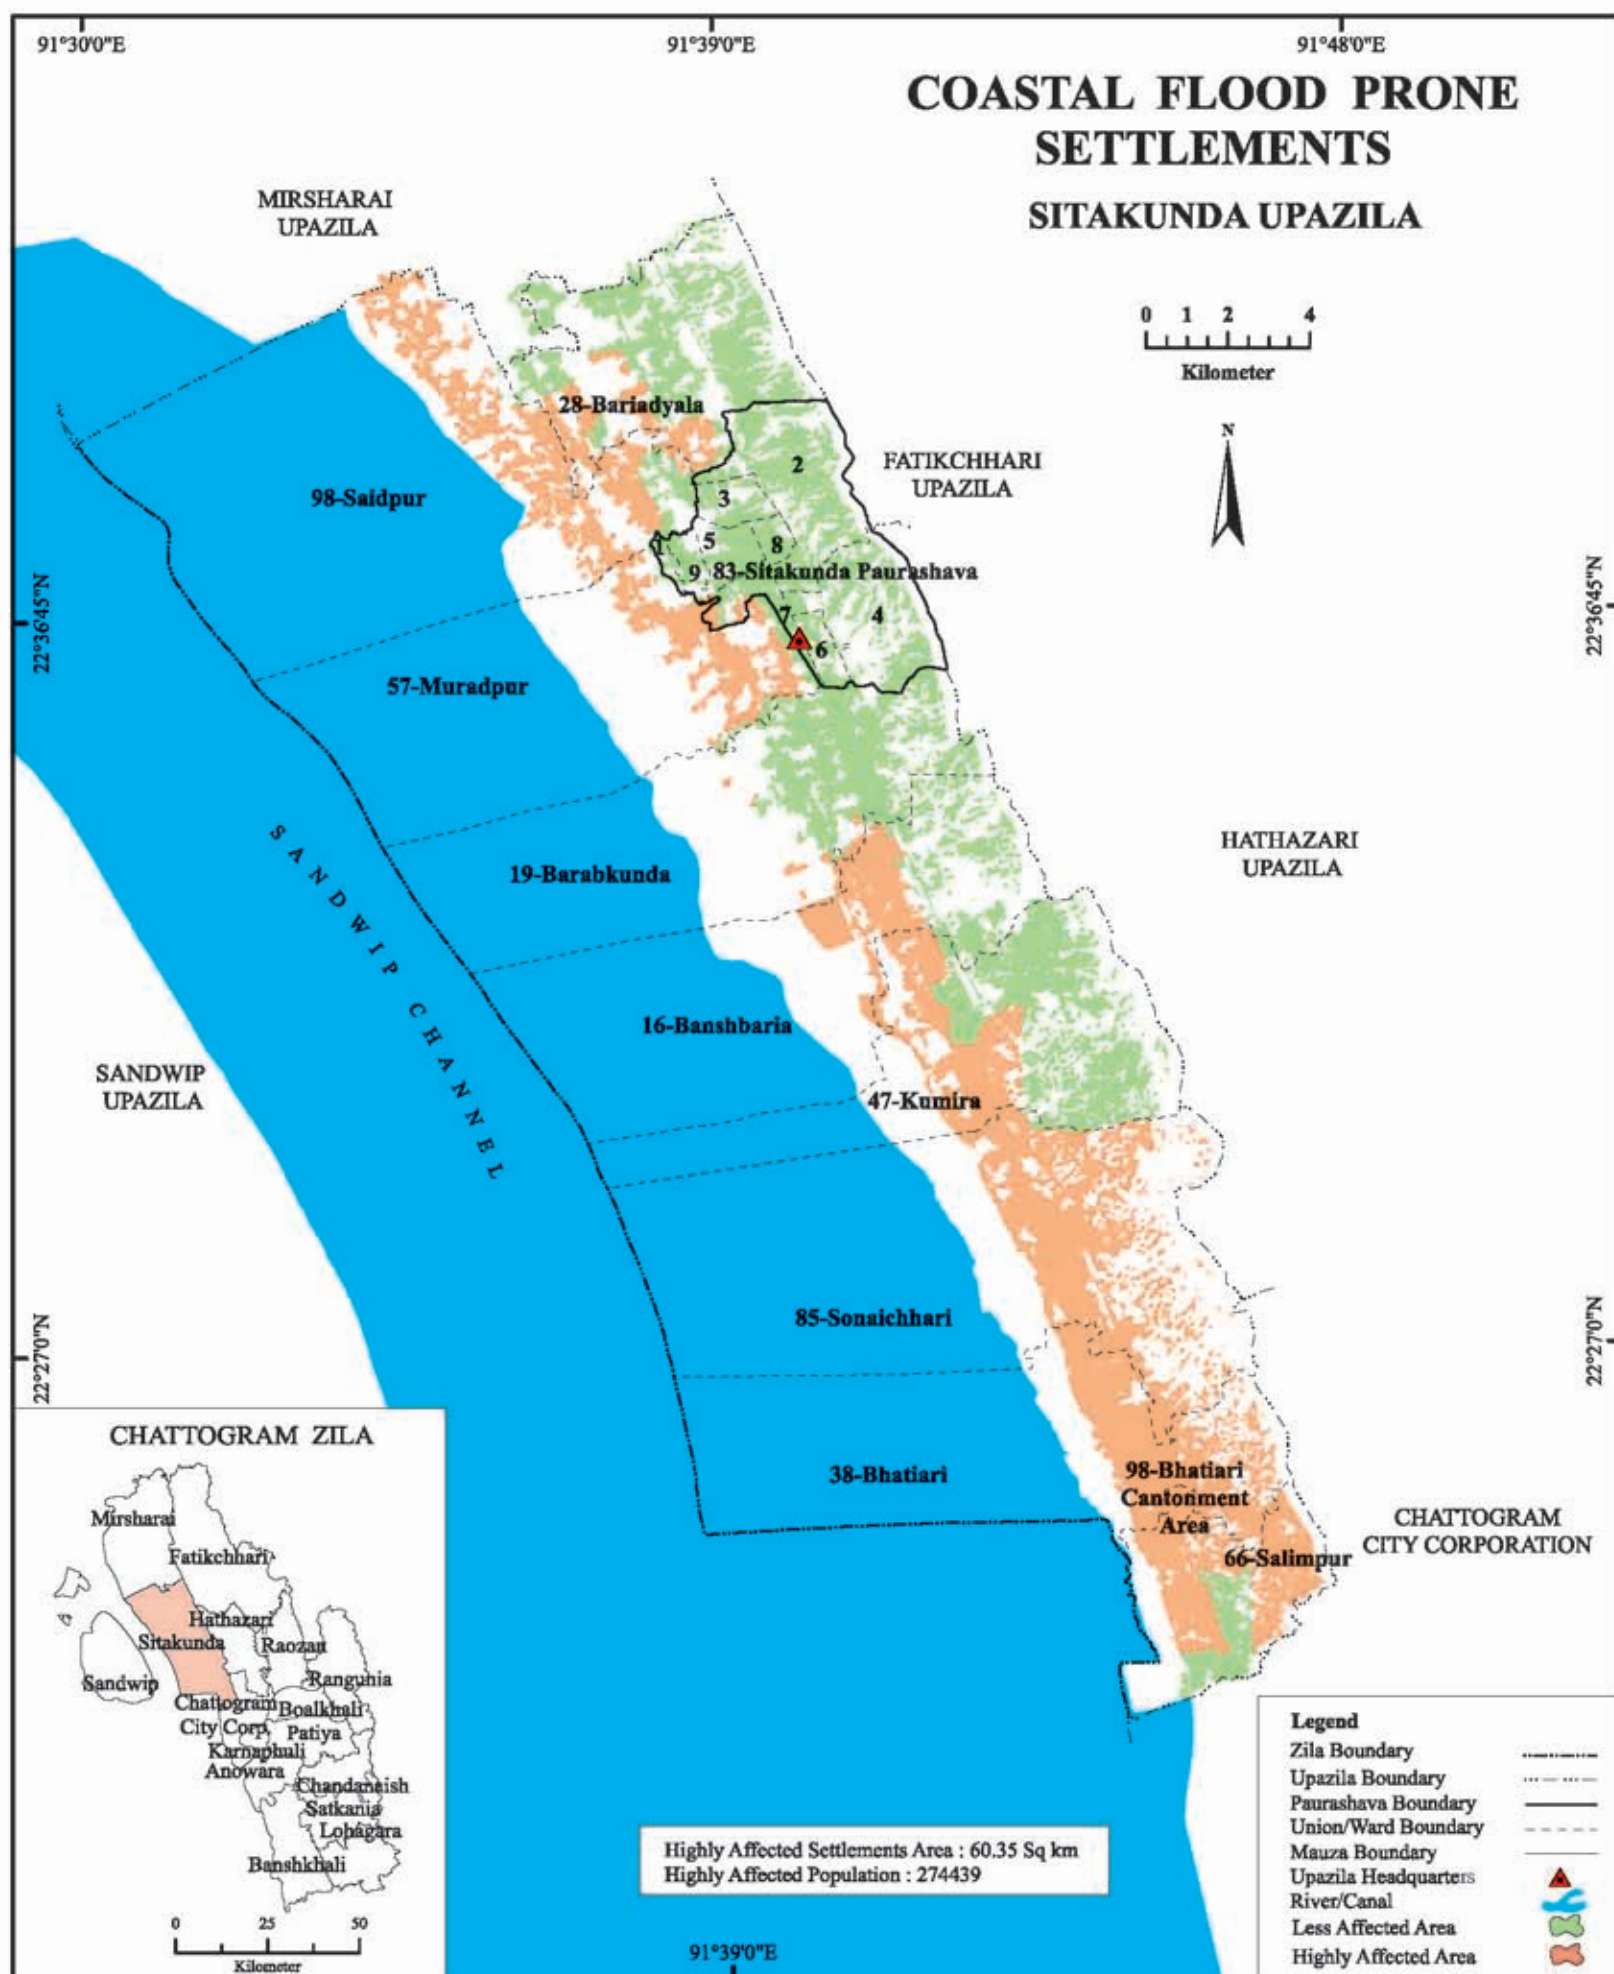 91°30'0"E
91°39'0"E
91°48'0"E
COASTAL FLOOD PRONE
SETTLEMENTS
SITAKUNDA UPAZILA
MIRSHARAI
UPAZILA
0 1 2 4
Kilometer
N
28-Bariadyala
FATIKCHHARI
UPAZILA
2
3
98-Saidpur
1
5
8
9
83-Sitakunda Paurashava
22°36'45"N
22°36'45"N
7
4
6
57-Muradpur
SANDWIP CHANNEL
HATHAZARI
UPAZILA
19-Barabkunda
16-Banshbaria
SANDWIP
UPAZILA
47-Kumira
85-Sonaichhari
22°27'0"N
22°27'0"N
38-Bhatiari
98-Bhatiari
Cantonment
Area
66-Salimpur
CHATTOGRAM
CITY CORPORATION
CHATTOGRAM ZILA
Mirsharai
Fatikchhari
Hathazari
Sitakunda
Raozan
Sandwip
Rangunia
Chattogram
City Corp.
Boalkhali
Patiya
Karnaphuli
Anowara
Chandanaish
Satkania
Lohagara
Banshkhali
0 25 50
Kilometer
Highly Affected Settlements Area : 60.35 Sq km
Highly Affected Population : 274439
91°39'0"E
Legend
Zila Boundary
Upazila Boundary
Paurashava Boundary
Union/Ward Boundary
Mauza Boundary
Upazila Headquarters
River/Canal
Less Affected Area
Highly Affected Area